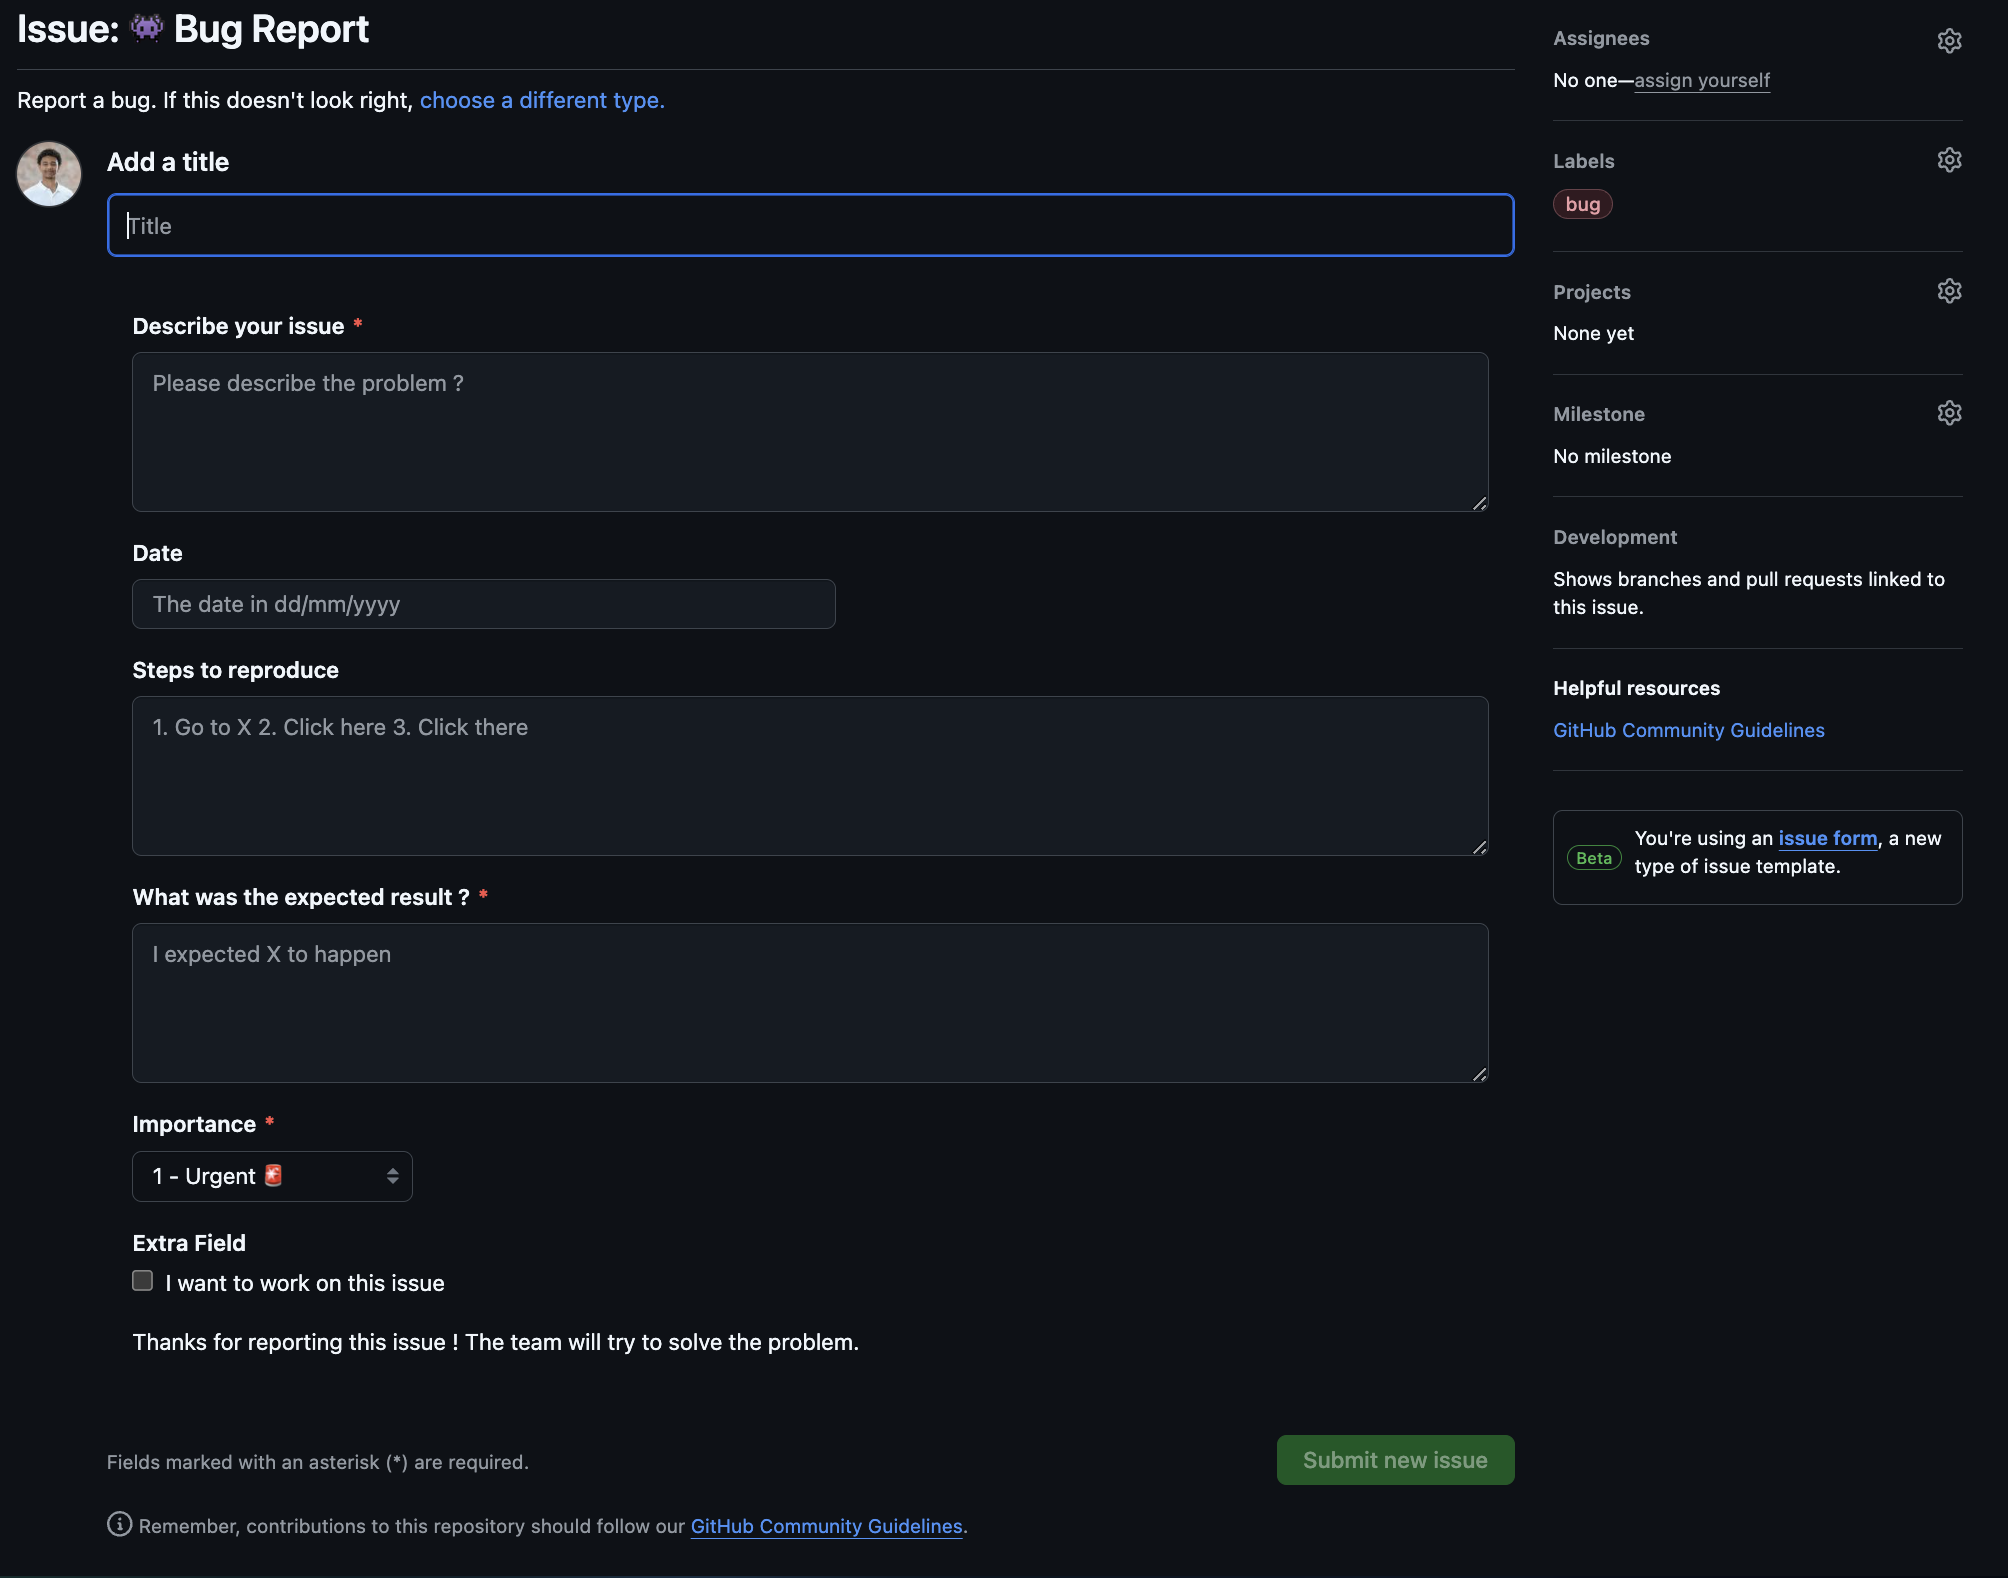 Issue: 👾 Bug Report
Report a bug. If this doesn't look right, choose a different type.
Add a title
Title
Describe your issue *
Please describe the problem ?
Date
The date in dd/mm/yyyy
Steps to reproduce
1. Go to X 2. Click here 3. Click there
What was the expected result ? *
I expected X to happen
Importance *
1 - Urgent 🚨
Extra Field
I want to work on this issue
Thanks for reporting this issue ! The team will try to solve the problem.
Fields marked with an asterisk (*) are required.
Submit new issue
Remember, contributions to this repository should follow our GitHub Community Guidelines.
Assignees
No one—assign yourself
Labels
bug
Projects
None yet
Milestone
No milestone
Development
Shows branches and pull requests linked to
this issue.
Helpful resources
GitHub Community Guidelines
Beta
You're using an issue form, a new
type of issue template.